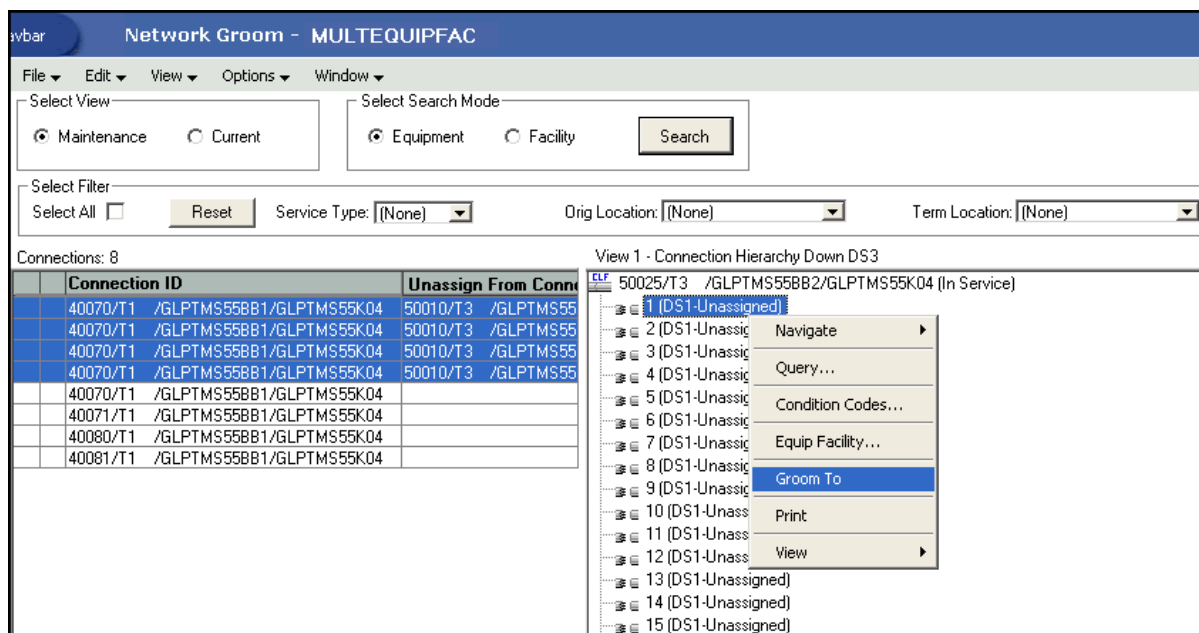 avbar
Network Groom - MULTEQUIPFAC
File Edit View Options Window
Select View
Maintenance Current
Select Search Mode
Equipment Facility Search
Select Filter
Select All Reset Service Type: (None) Orig Location: (None) Term Location: (None)
Connections: 8
Connection ID Unassign From Conne
40070/T1 /GLPTMS55BB1/GLPTMS55K04 50010/T3 /GLPTMS55
40070/T1 /GLPTMS55BB1/GLPTMS55K04 50010/T3 /GLPTMS55
40070/T1 /GLPTMS55BB1/GLPTMS55K04 50010/T3 /GLPTMS55
40070/T1 /GLPTMS55BB1/GLPTMS55K04 50010/T3 /GLPTMS55
40070/T1 /GLPTMS55BB1/GLPTMS55K04
40071/T1 /GLPTMS55BB1/GLPTMS55K04
40080/T1 /GLPTMS55BB1/GLPTMS55K04
40081/T1 /GLPTMS55BB1/GLPTMS55K04
View 1 - Connection Hierarchy Down DS3
CLF 50025/T3 /GLPTMS55BB2/GLPTMS55K04 (In Service)
1 (DS1-Unassigned)
2 (DS1-Unassig
3 (DS1-Unassig
4 (DS1-Unassig
5 (DS1-Unassig
6 (DS1-Unassig
7 (DS1-Unassig
8 (DS1-Unassig
9 (DS1-Unassig
10 (DS1-Unass
11 (DS1-Unass
12 (DS1-Unass
13 (DS1-Unassigned)
14 (DS1-Unassigned)
15 (DS1-Unassigned)
Navigate
Query...
Condition Codes...
Equip Facility...
Groom To
Print
View